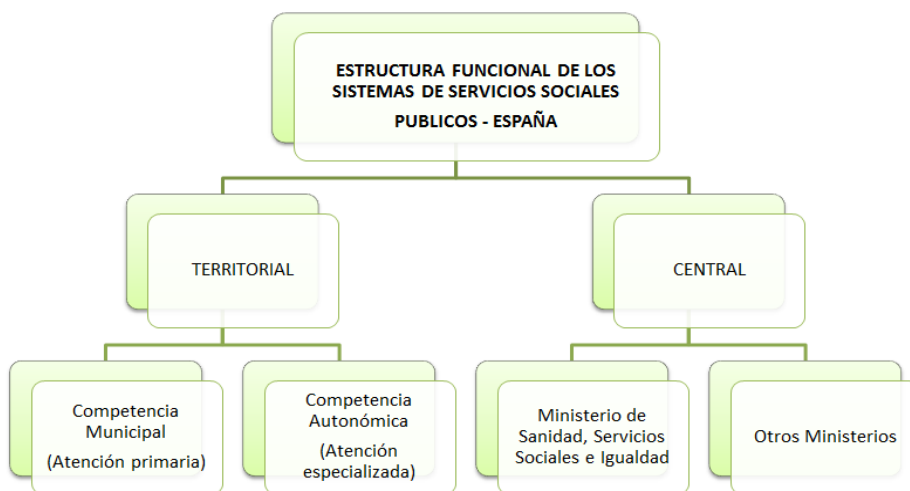 ESTRUCTURA FUNCIONAL DE LOS
SISTEMAS DE SERVICIOS SOCIALES
PUBLICOS - ESPAÑA
TERRITORIAL
CENTRAL
Competencia
Municipal
(Atención primaria)
Competencia
Autonómica
(Atención
especializada)
Ministerio de
Sanidad, Servicios
Sociales e Igualdad
Otros Ministerios